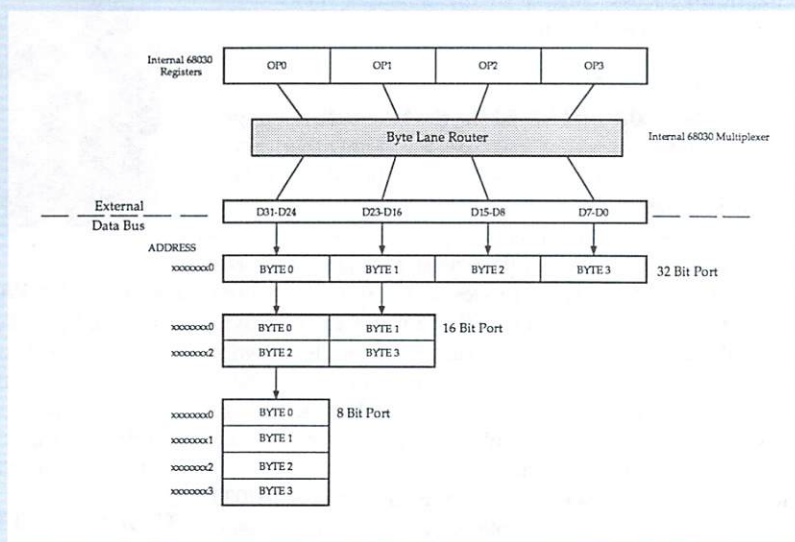 Internal 68030
Registers
OP0 OP1 OP2 OP3
Byte Lane Router
Internal 68030 Multiplexer
External
Data Bus
D31-D24 D23-D16 D15-D8 D7-D0
ADDRESS
xxxxxxx0 BYTE 0 BYTE 1 BYTE 2 BYTE 3 32 Bit Port
xxxxxxx0 BYTE 0 BYTE 1 16 Bit Port
xxxxxxx2 BYTE 2 BYTE 3
xxxxxxx0 BYTE 0 8 Bit Port
xxxxxxx1 BYTE 1
xxxxxxx2 BYTE 2
xxxxxxx3 BYTE 3